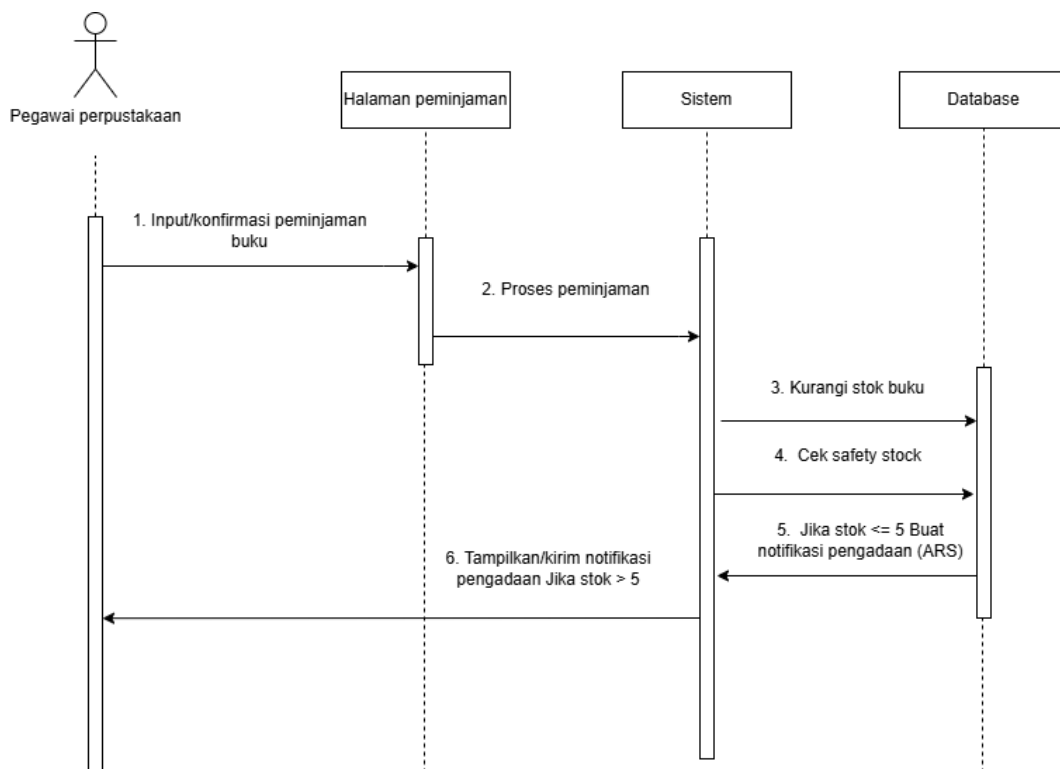 Pegawai perpustakaan
Halaman peminjaman
Sistem
Database
1. Input/konfirmasi peminjaman
buku
2. Proses peminjaman
3. Kurangi stok buku
4. Cek safety stock
5. Jika stok <= 5 Buat
notifikasi pengadaan (ARS)
6. Tampilkan/kirim notifikasi
pengadaan Jika stok > 5